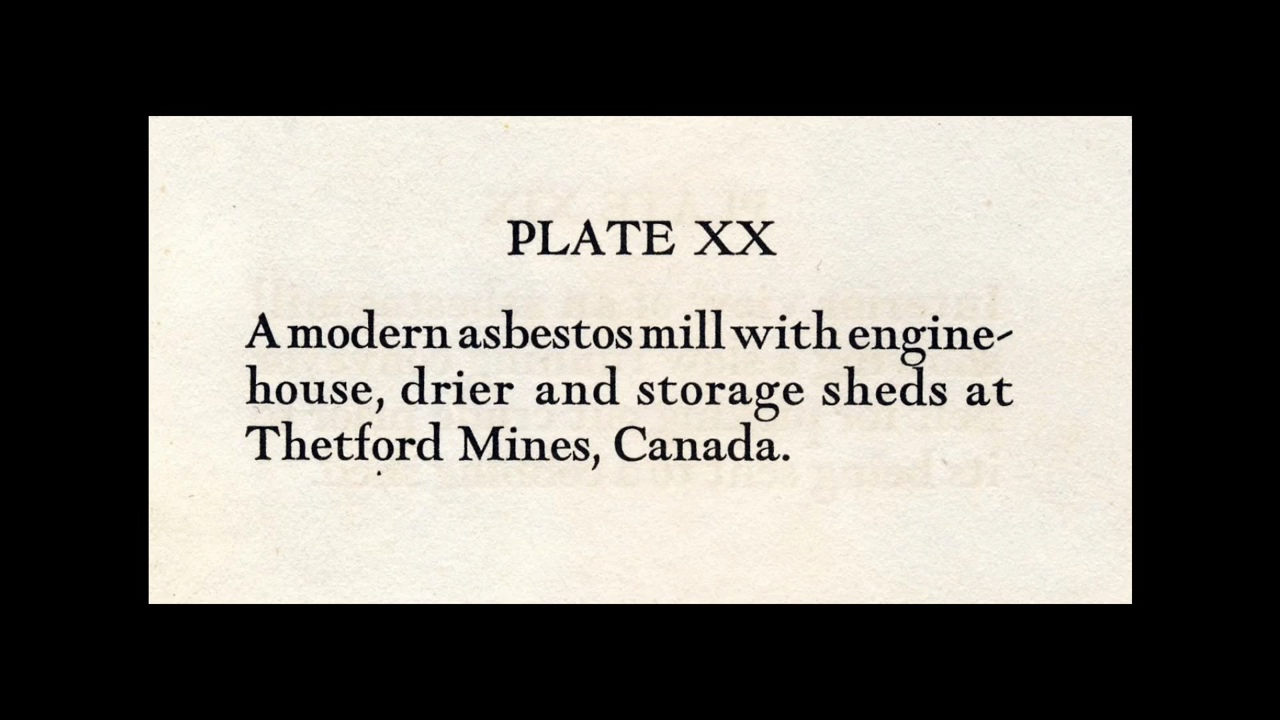 PLATE XX
A modern asbestos mill with engine-
house, drier and storage sheds at
Thetford Mines, Canada.